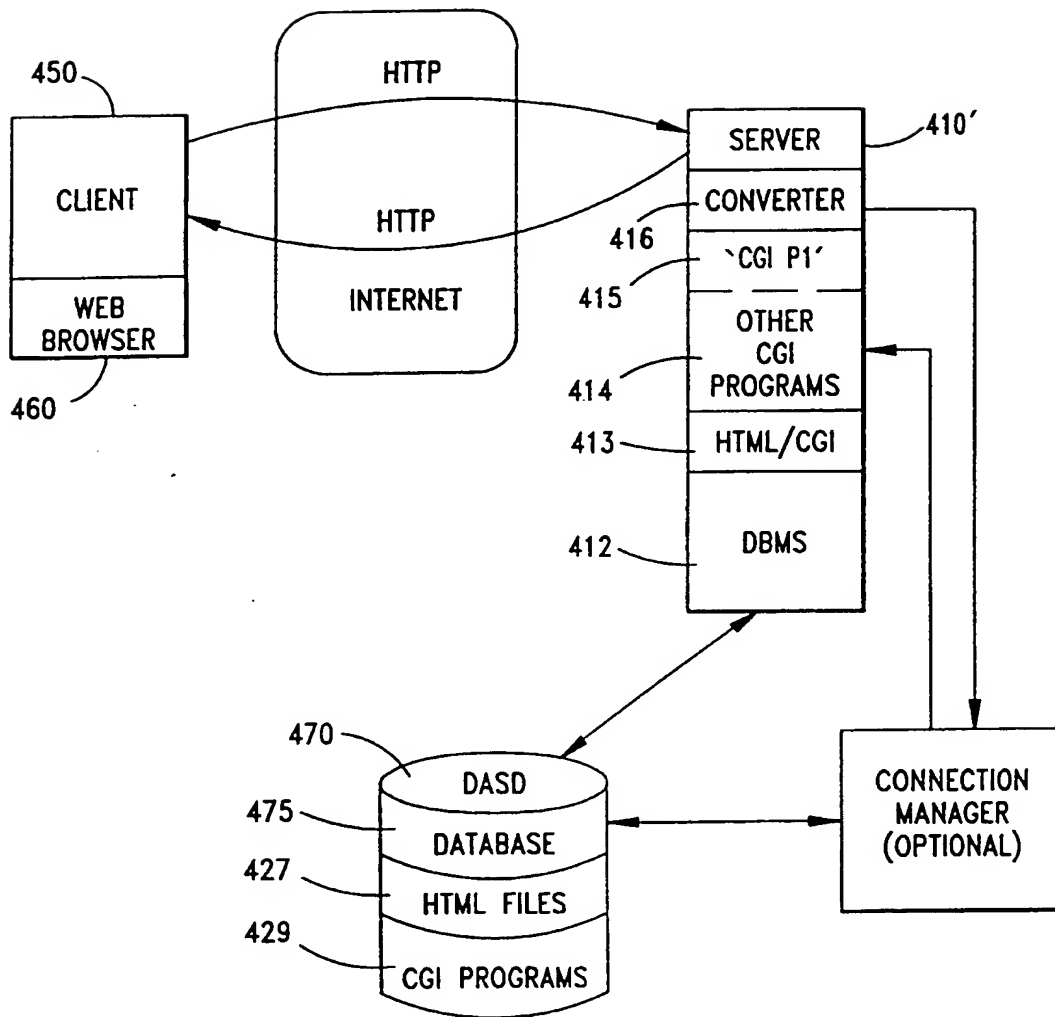 HTTP
450
CLIENT
WEB
BROWSER
460
HTTP
INTERNET
SERVER
410′
CONVERTER
416
`CGI P1′
415
OTHER
CGI
PROGRAMS
414
413
HTML/CGI
412
DBMS
470
DASD
475
DATABASE
427
HTML FILES
429
CGI PROGRAMS
CONNECTION
MANAGER
(OPTIONAL)